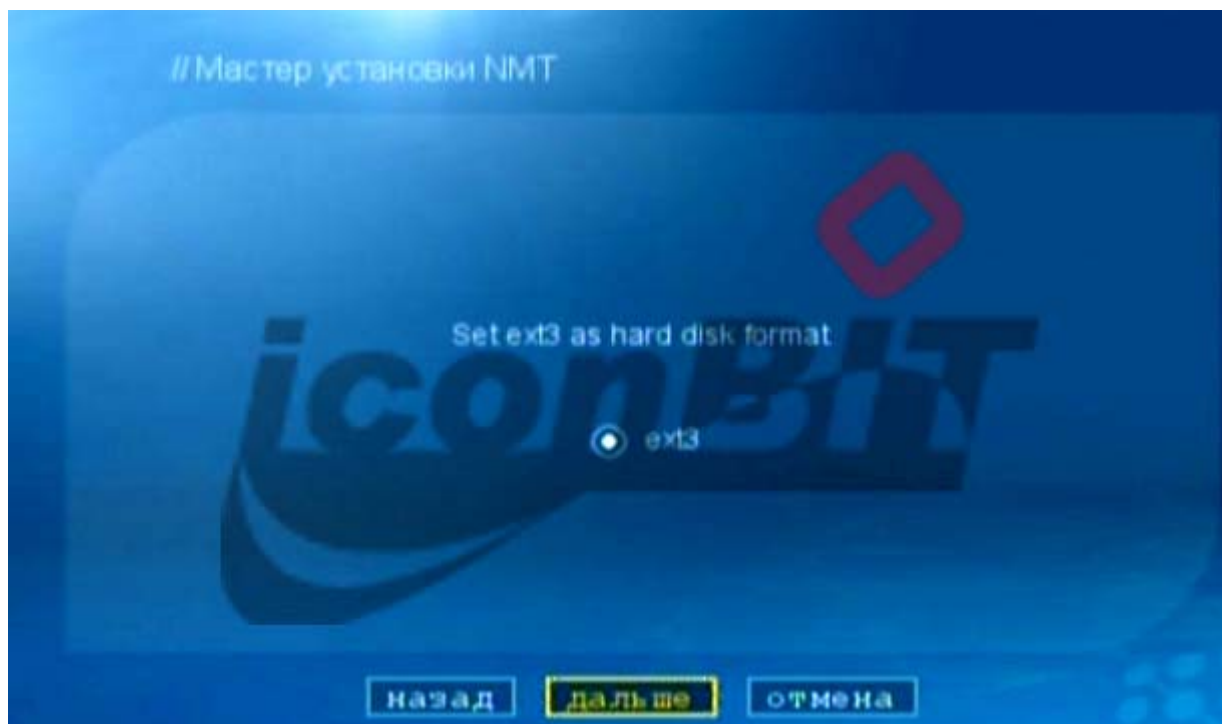 // Мастер установки NMT
Set ext3 as hard disk format
iconBIT
ext3
назад дальше отмена